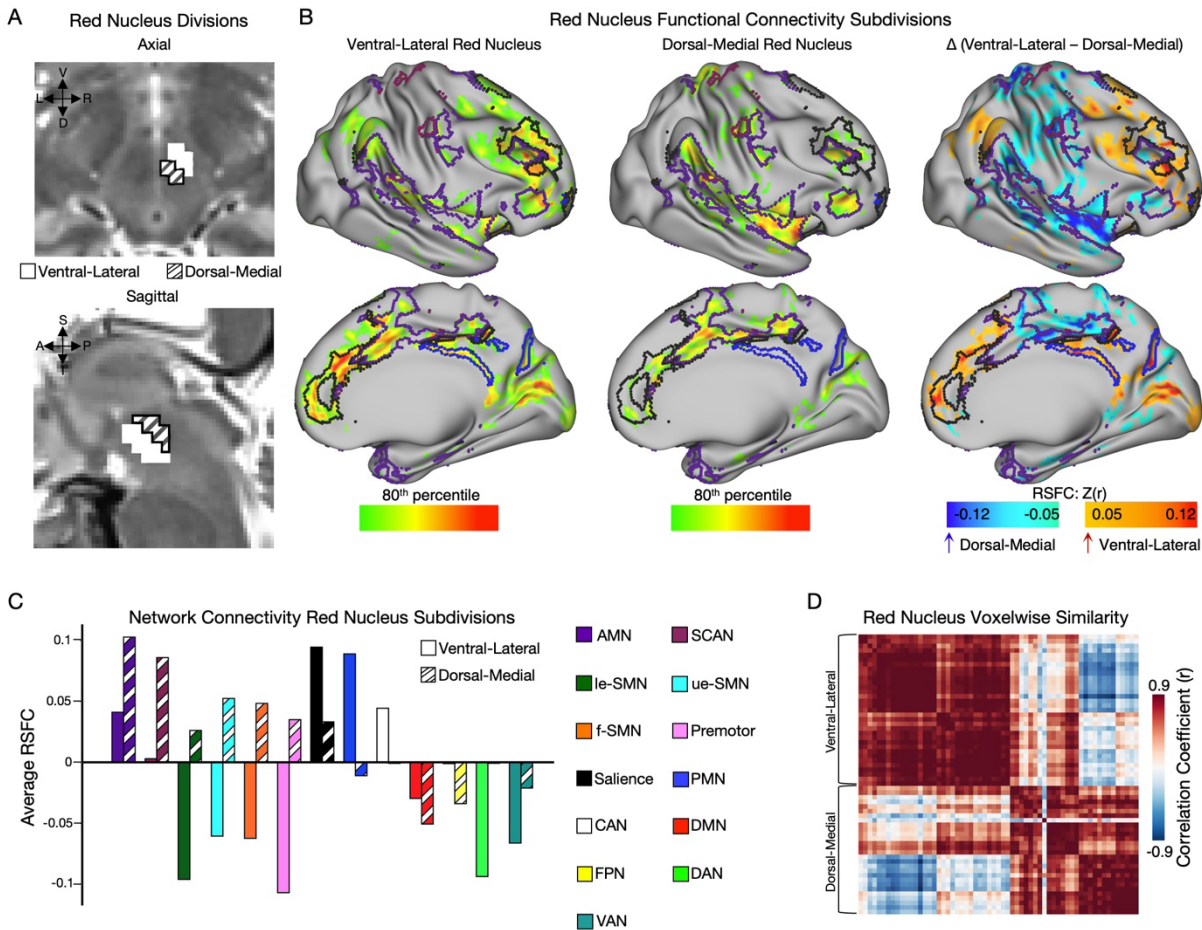 A
Red Nucleus Divisions
Axial
V
L R
D
Ventral-Lateral Dorsal-Medial
Sagittal
S
A P
B
Red Nucleus Functional Connectivity Subdivisions
Ventral-Lateral Red Nucleus Dorsal-Medial Red Nucleus Δ (Ventral-Lateral – Dorsal-Medial)
80th percentile 80th percentile
RSFC: Z(r)
-0.12 -0.05 0.05 0.12
↑ Dorsal-Medial ↑ Ventral-Lateral
C
Network Connectivity Red Nucleus Subdivisions
Ventral-Lateral
Dorsal-Medial
Average RSFC
0.1
0.05
0
-0.05
-0.1
AMN SCAN
le-SMN ue-SMN
f-SMN Premotor
Salience PMN
CAN DMN
FPN DAN
VAN
D
Red Nucleus Voxelwise Similarity
Ventral-Lateral
Dorsal-Medial
0.9
-0.9
Correlation Coefficient (r)